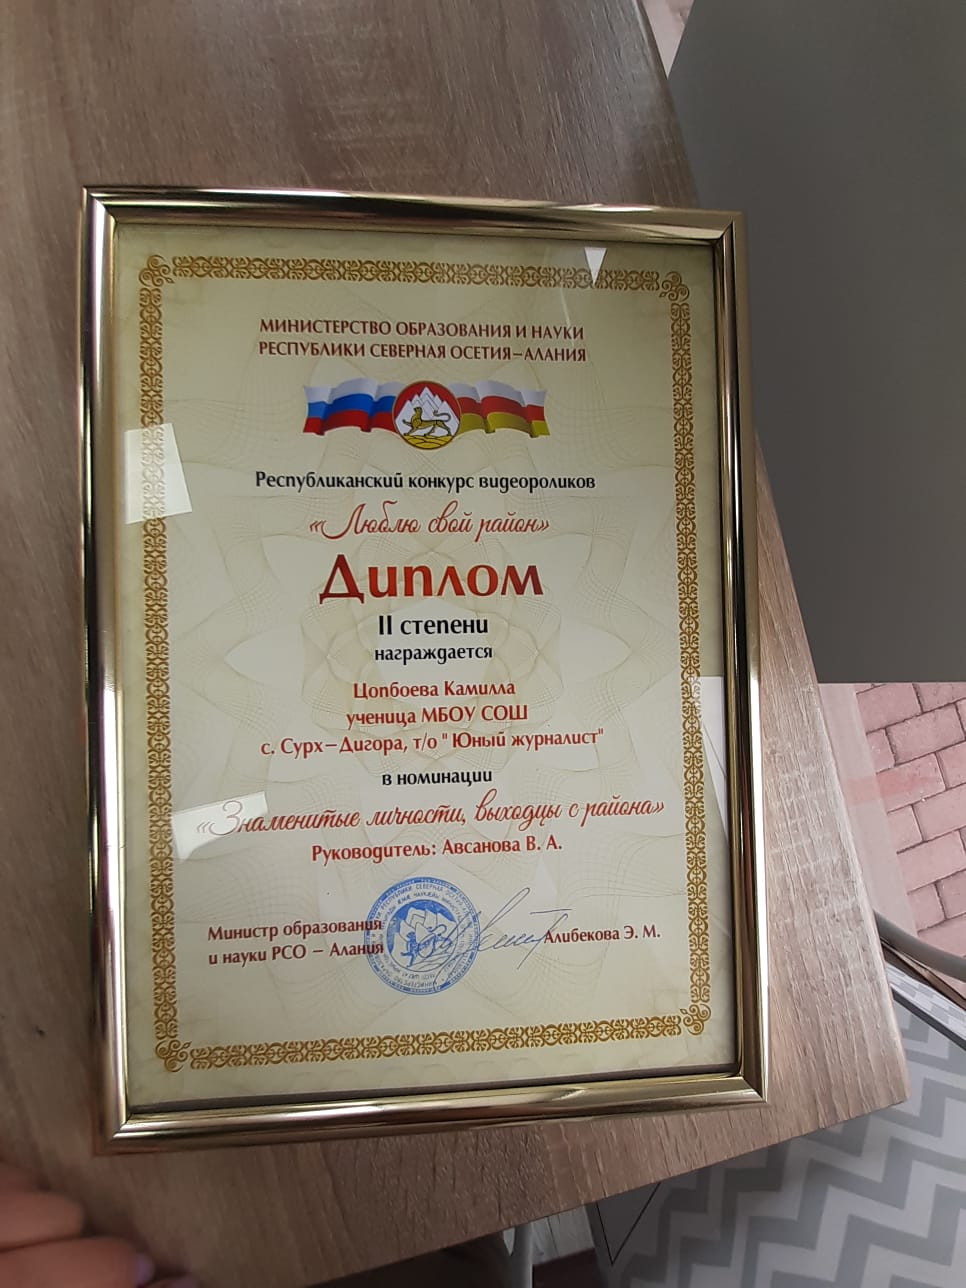 МИНИСТЕРСТВО ОБРАЗОВАНИЯ И НАУКИ
РЕСПУБЛИКИ СЕВЕРНАЯ ОСЕТИЯ–АЛАНИЯ
Республиканский конкурс видеороликов
«Люблю свой район»
Диплом
II степени
награждается
Цопбоева Камилла
ученица МБОУ СОШ
с. Сурх–Дигора, т/о " Юный журналист"
в номинации
«Знаменитые личности, выходцы с района»
Руководитель: Авсанова В. А.
Министр образования
и науки РСО – Алания
Алибекова Э. М.